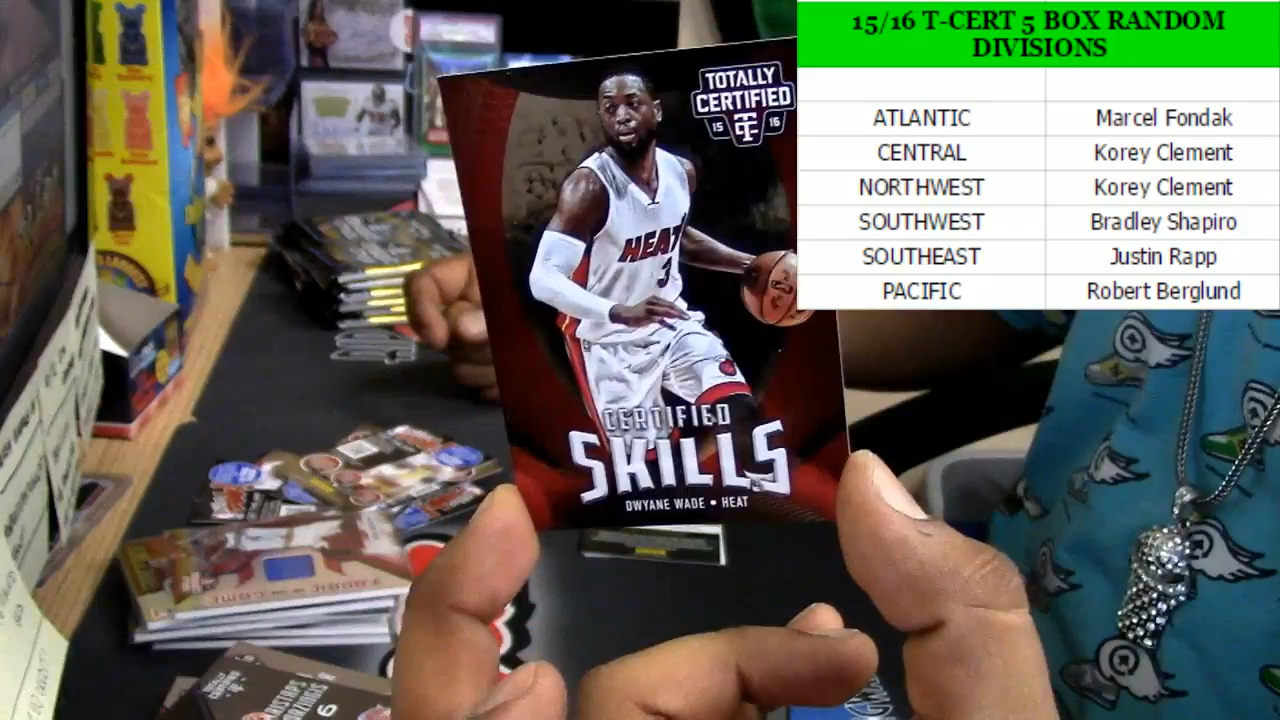 15/16 T-CERT 5 BOX RANDOM
DIVISIONS
ATLANTIC Marcel Fondak
CENTRAL Korey Clement
NORTHWEST Korey Clement
SOUTHWEST Bradley Shapiro
SOUTHEAST Justin Rapp
PACIFIC Robert Berglund
TOTALLY
CERTIFIED
15 16
HEAT
3
CERTIFIED
SKILLS
DWYANE WADE • HEAT
6